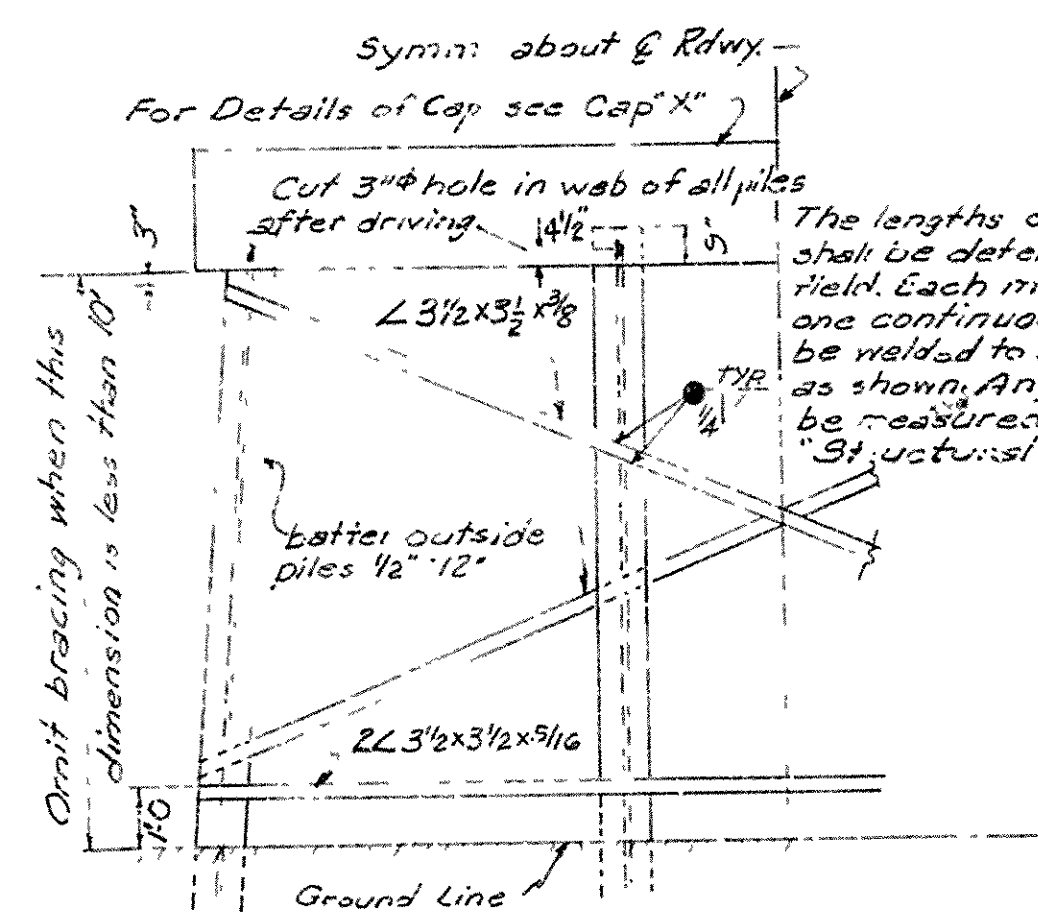 Symm about ℄ Rdwy.
For Details of Cap see Cap "X"
Cut 3"Φ hole in web of all piles
after driving.
4½"
9"
3"
The lengths o
shall be deter
field. Each m
one continuou
be welded to
as shown. An
be measured
"Structural
∠3½x3½x⅜
TYP.
¼
Omit bracing when this
dimension is less than 10'
batter outside
piles ½":12"
2∠3½x3½x5/16
1'-0
Ground Line